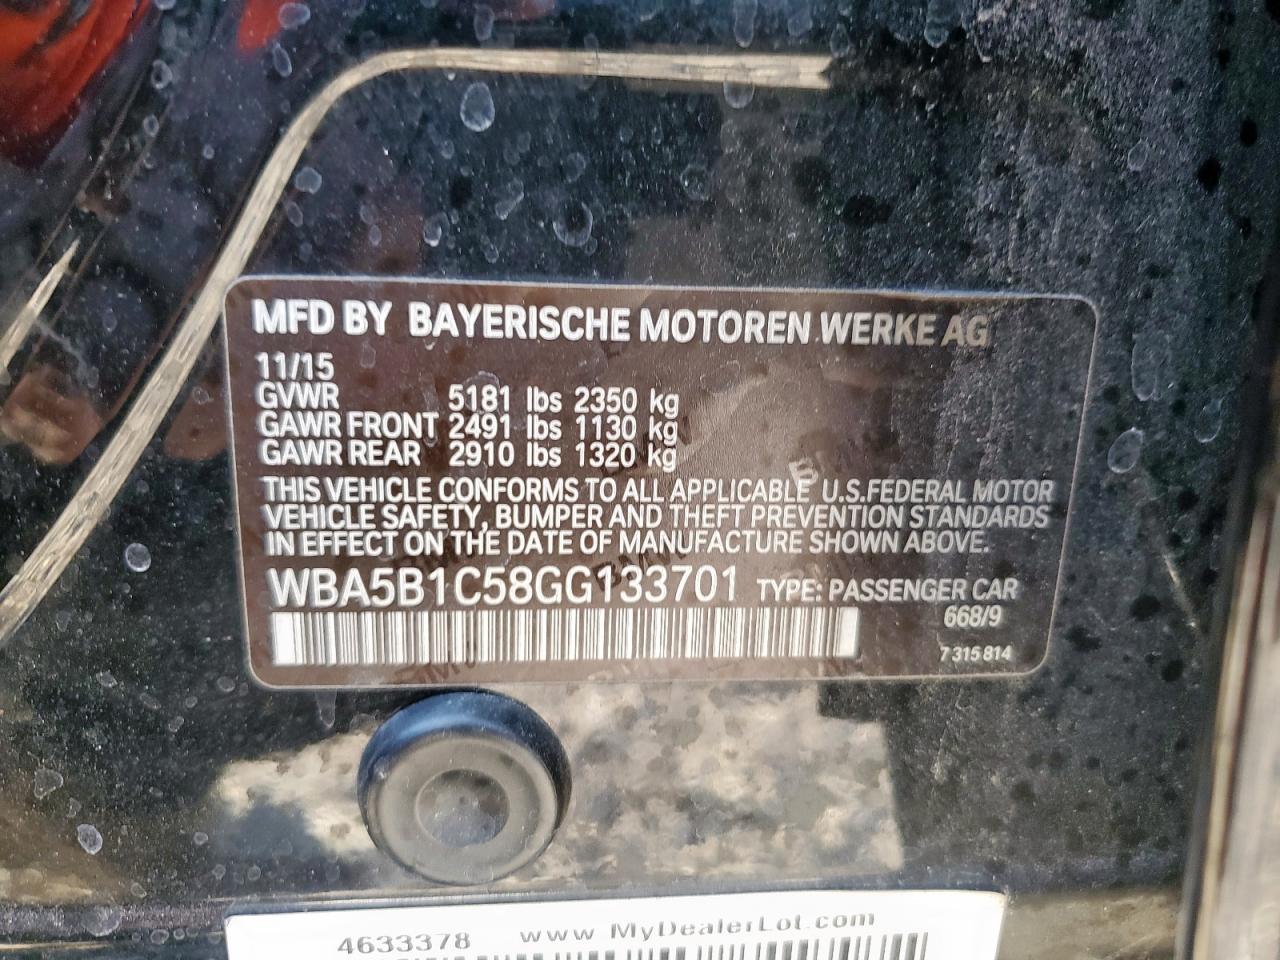 MFD BY BAYERISCHE MOTOREN WERKE AG
11/15
GVWR 5181 lbs 2350 kg
GAWR FRONT 2491 lbs 1130 kg
GAWR REAR 2910 lbs 1320 kg
THIS VEHICLE CONFORMS TO ALL APPLICABLE U.S.FEDERAL MOTOR
VEHICLE SAFETY, BUMPER AND THEFT PREVENTION STANDARDS
IN EFFECT ON THE DATE OF MANUFACTURE SHOWN ABOVE.
WBA5B1C58GG133701 TYPE: PASSENGER CAR
668/9
7 315 814
4633378 www MyDealerLot.com